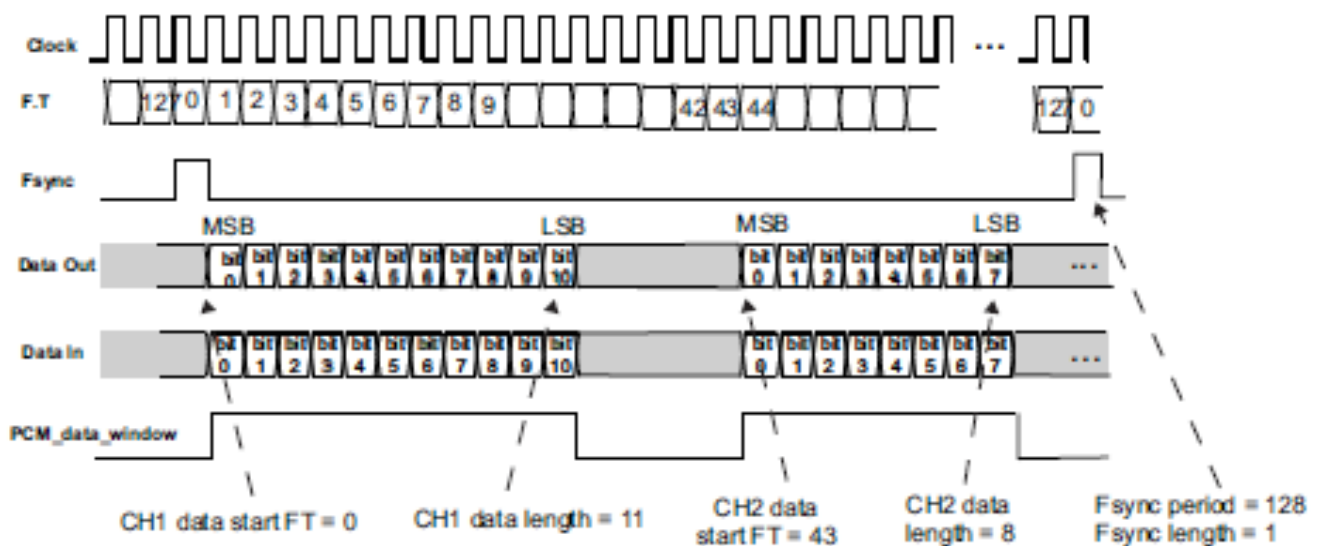 Clock ...
F.T 127 0 1 2 3 4 5 6 7 8 9 42 43 44 127 0
Fsync
MSB LSB MSB LSB
Data Out bit 0 bit 1 bit 2 bit 3 bit 4 bit 5 bit 6 bit 7 bit 8 bit 9 bit 10 bit 0 bit 1 bit 2 bit 3 bit 4 bit 5 bit 6 bit 7 ...
Data In bit 0 bit 1 bit 2 bit 3 bit 4 bit 5 bit 6 bit 7 bit 8 bit 9 bit 10 bit 0 bit 1 bit 2 bit 3 bit 4 bit 5 bit 6 bit 7 ...
PCM_data_window
CH1 data start FT = 0
CH1 data length = 11
CH2 data
start FT = 43
CH2 data
length = 8
Fsync period = 128
Fsync length = 1